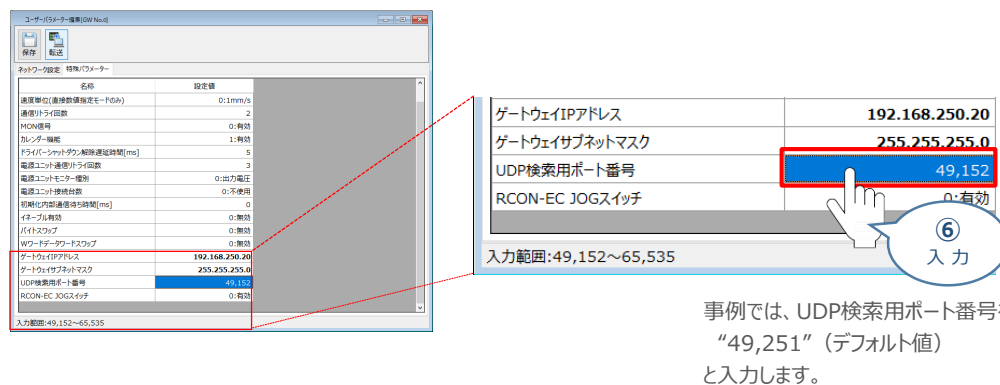 ユーザーパラメーター編集[GW No.0]
保存 転送
ネットワーク設定 特殊パラメーター
名称 設定値
速度単位(直接数値指定モードのみ) 0:1mm/s
通信リトライ回数 2
MON信号 0:有効
カレンダー機能 1:有効
ドライバーシャットダウン解除遅延時間[ms] 5
電源ユニット通信リトライ回数 3
電源ユニットモニター種別 0:出力電圧
電源ユニット接続台数 0:不使用
初期化内部通信待ち時間[ms] 0
イネーブル有効 0:無効
バイトスワップ 0:無効
Wワードデータワードスワップ 0:無効
ゲートウェイIPアドレス 192.168.250.20
ゲートウェイサブネットマスク 255.255.255.0
UDP検索用ポート番号 49,152
RCON-EC JOGスイッチ 0:有効
入力範囲:49,152～65,535
ゲートウェイIPアドレス 192.168.250.20
ゲートウェイサブネットマスク 255.255.255.0
UDP検索用ポート番号 49,152
RCON-EC JOGスイッチ 0:有効
入力範囲:49,152～65,535
⑥
入 力
事例では、UDP検索用ポート番号を
“49,251”（デフォルト値）
と入力します。